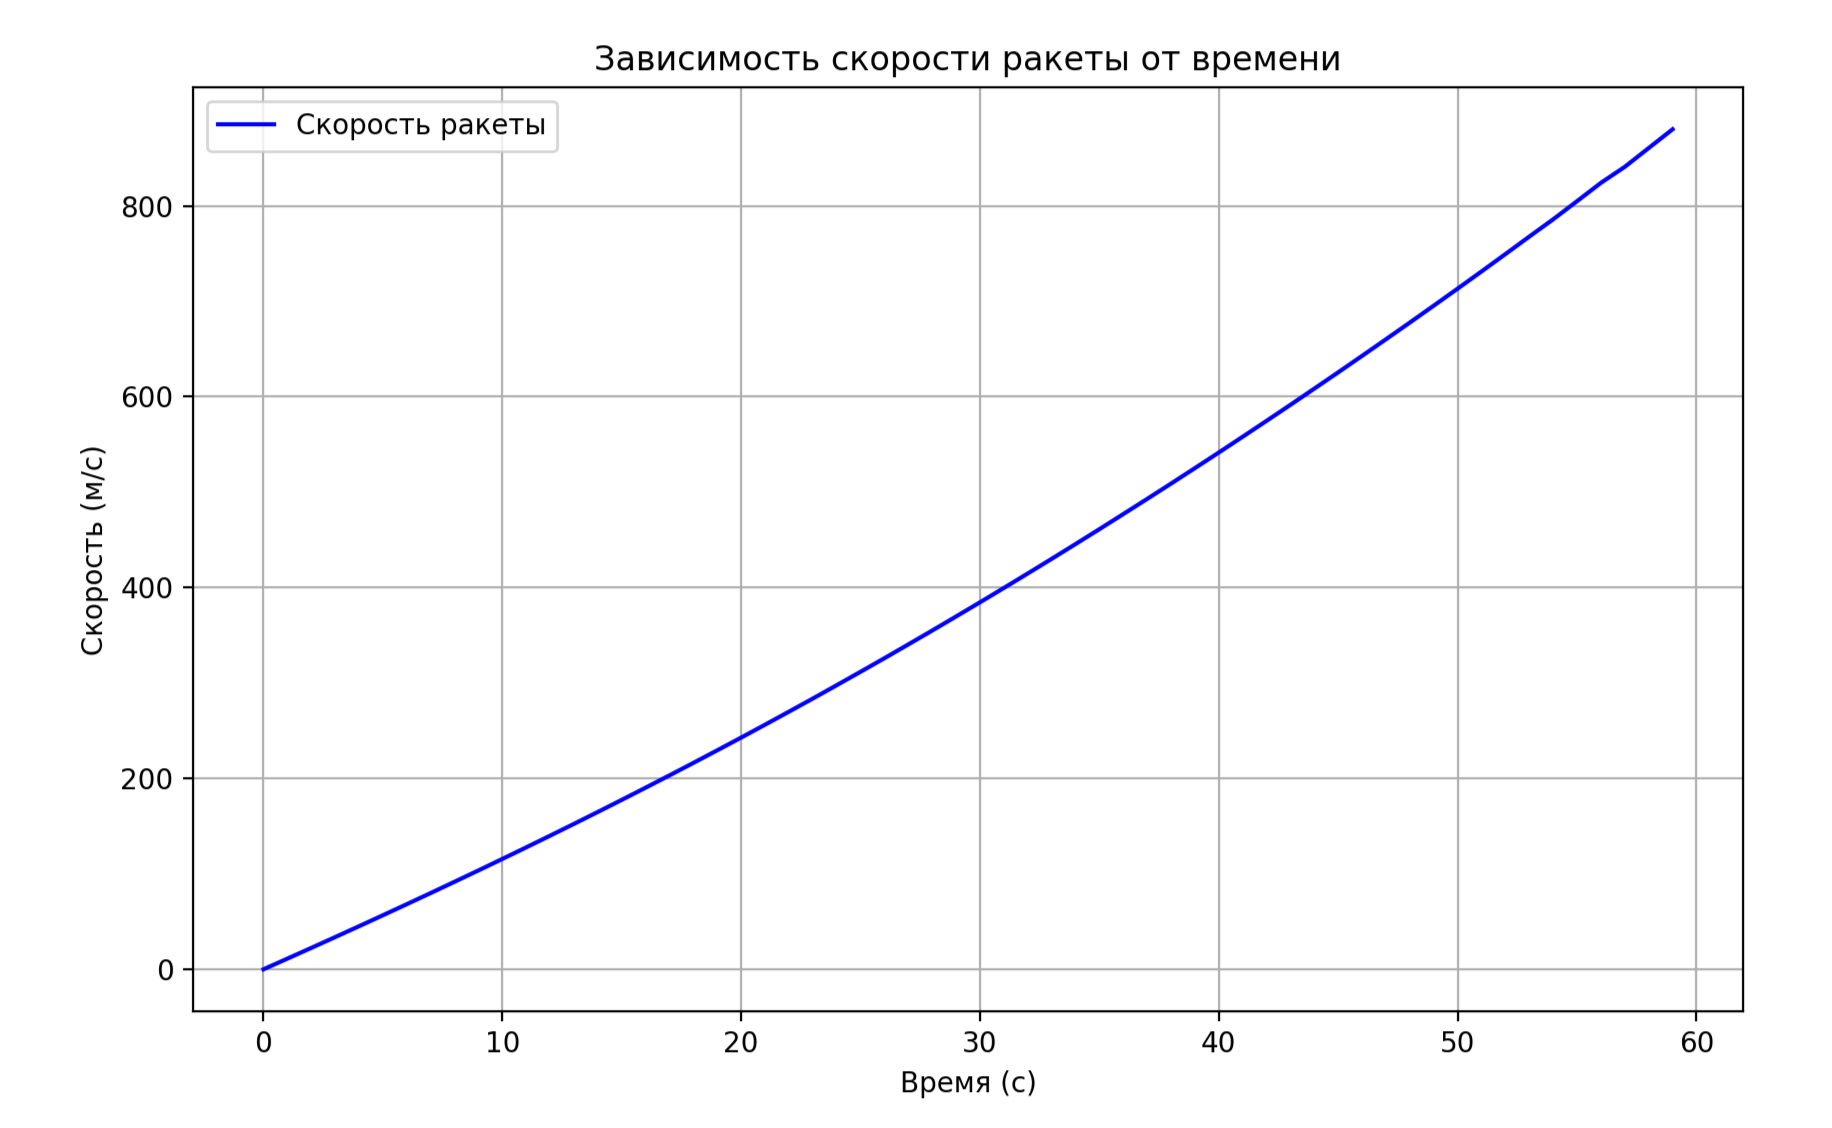 Зависимость скорости ракеты от времени
Скорость ракеты
800
600
400
200
0
Скорость (м/с)
0 10 20 30 40 50 60
Время (с)